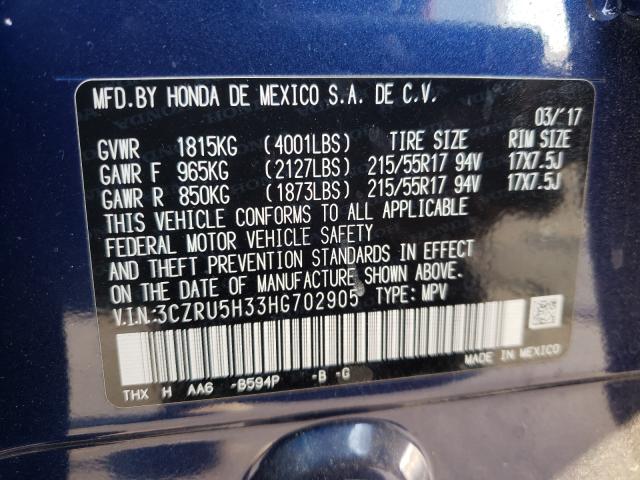 MFD.BY HONDA DE MEXICO S.A. DE C.V.
03/'17
GVWR 1815KG (4001LBS) TIRE SIZE RIM SIZE
GAWR F 965KG (2127LBS) 215/55R17 94V 17X7.5J
GAWR R 850KG (1873LBS) 215/55R17 94V 17X7.5J
THIS VEHICLE CONFORMS TO ALL APPLICABLE
FEDERAL MOTOR VEHICLE SAFETY
AND THEFT PREVENTION STANDARDS IN EFFECT
ON THE DATE OF MANUFACTURE SHOWN ABOVE.
V.I.N.:3CZRU5H33HG702905 TYPE: MPV
MADE IN MEXICO
THX H AA6 -B594P -B -G